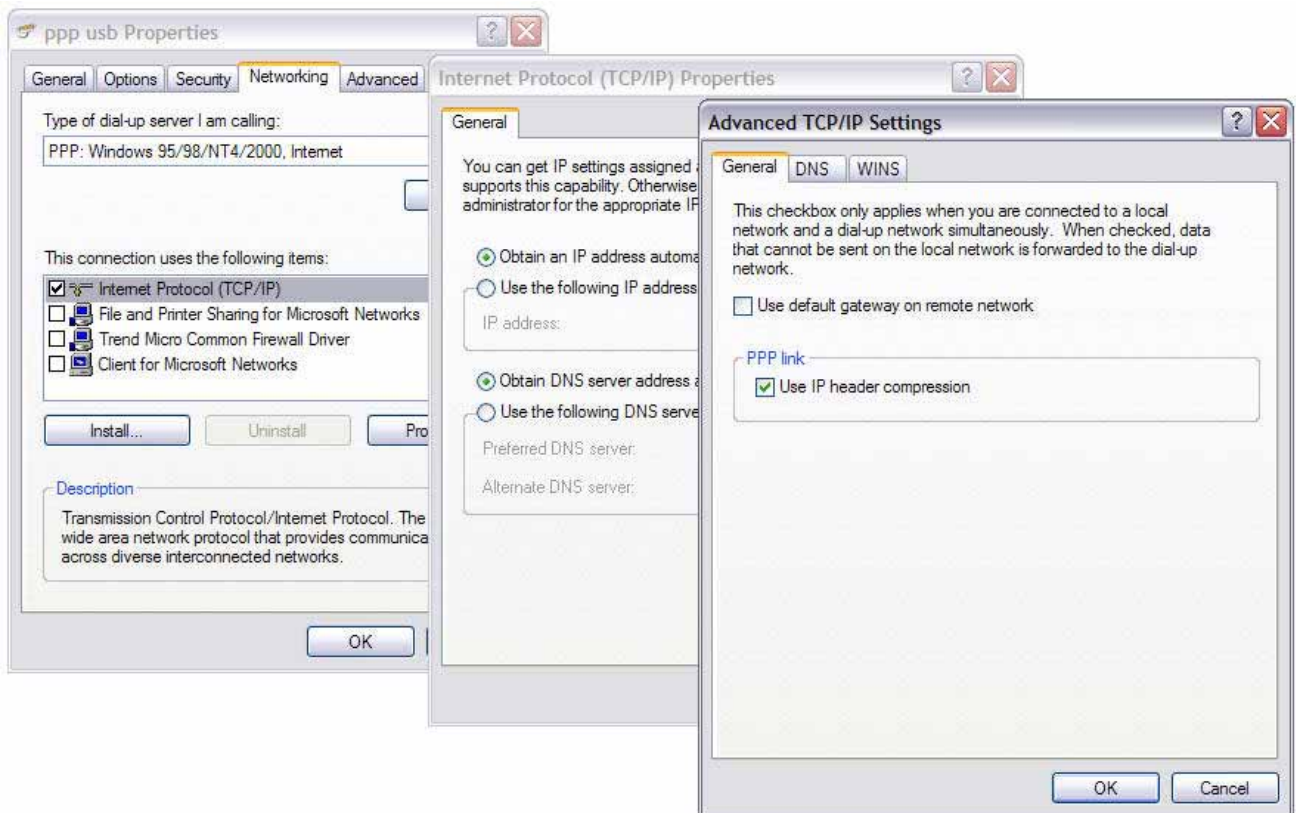 ppp usb Properties
General Options Security Networking Advanced
Type of dial-up server I am calling:
PPP: Windows 95/98/NT4/2000, Internet
This connection uses the following items:
Internet Protocol (TCP/IP)
File and Printer Sharing for Microsoft Networks
Trend Micro Common Firewall Driver
Client for Microsoft Networks
Install... Uninstall Pro
Description
Transmission Control Protocol/Internet Protocol. The
wide area network protocol that provides communica
across diverse interconnected networks.
OK
Internet Protocol (TCP/IP) Properties
General
You can get IP settings assigned
supports this capability. Otherwise
administrator for the appropriate IP
Obtain an IP address automa
Use the following IP address
IP address:
Obtain DNS server address a
Use the following DNS serve
Preferred DNS server:
Alternate DNS server:
Advanced TCP/IP Settings
General DNS WINS
This checkbox only applies when you are connected to a local
network and a dial-up network simultaneously. When checked, data
that cannot be sent on the local network is forwarded to the dial-up
network.
Use default gateway on remote network
PPP link
Use IP header compression
OK Cancel